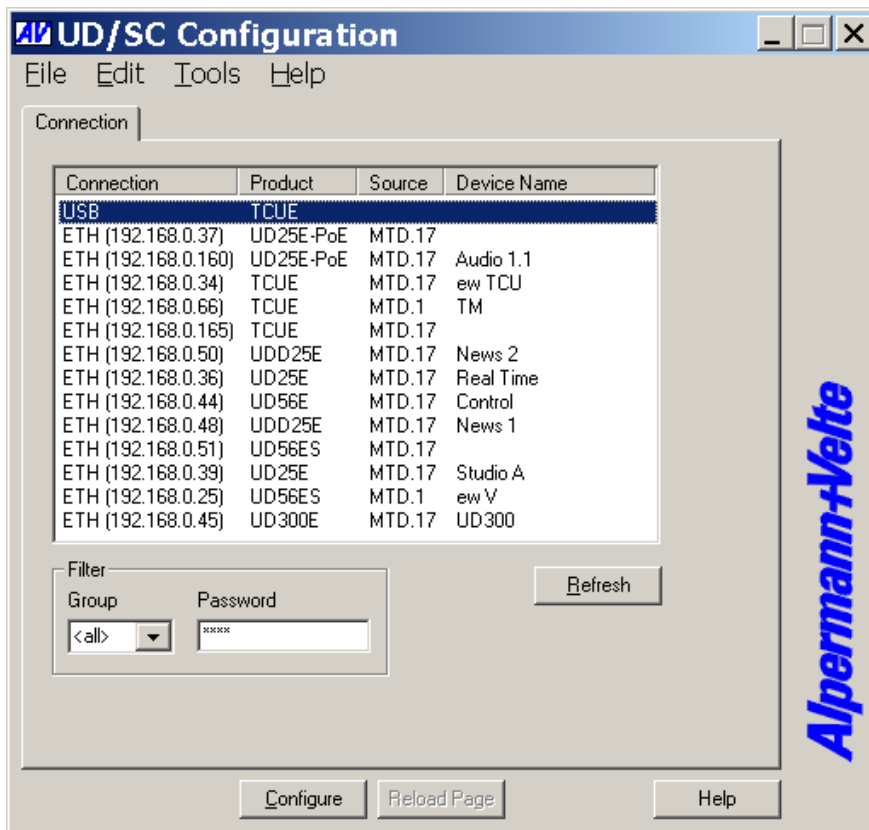 AV UD/SC Configuration
File Edit Tools Help
Connection
Connection Product Source Device Name
USB TCUE
ETH (192.168.0.37) UD25E-PoE MTD.17
ETH (192.168.0.160) UD25E-PoE MTD.17 Audio 1.1
ETH (192.168.0.34) TCUE MTD.17 ew TCU
ETH (192.168.0.66) TCUE MTD.1 TM
ETH (192.168.0.165) TCUE MTD.17
ETH (192.168.0.50) UDD25E MTD.17 News 2
ETH (192.168.0.36) UD25E MTD.17 Real Time
ETH (192.168.0.44) UD56E MTD.17 Control
ETH (192.168.0.48) UDD25E MTD.17 News 1
ETH (192.168.0.51) UD56ES MTD.17
ETH (192.168.0.39) UD25E MTD.17 Studio A
ETH (192.168.0.25) UD56ES MTD.1 ew V
ETH (192.168.0.45) UD300E MTD.17 UD300
Filter
Group Password
<all> ****
Refresh
Configure Reload Page Help
Alpermann+Velte